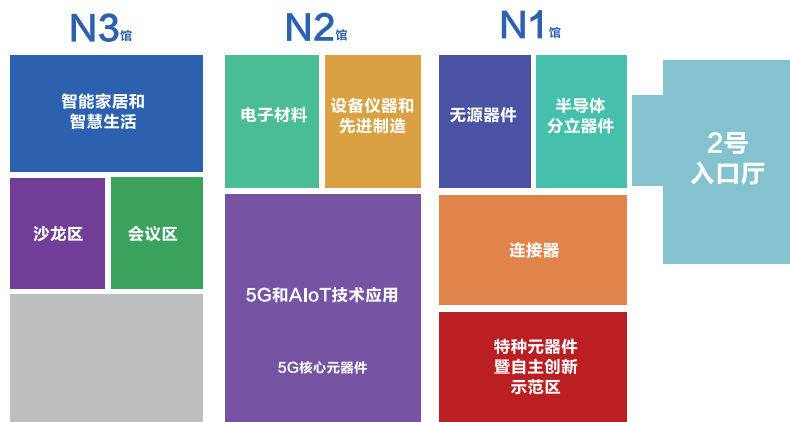 N3馆
智能家居和
智慧生活
沙龙区
会议区
N2馆
电子材料
设备仪器和
先进制造
5G和AIoT技术应用
5G核心元器件
N1馆
无源器件
半导体
分立器件
连接器
特种元器件
暨自主创新
示范区
2号
入口厅